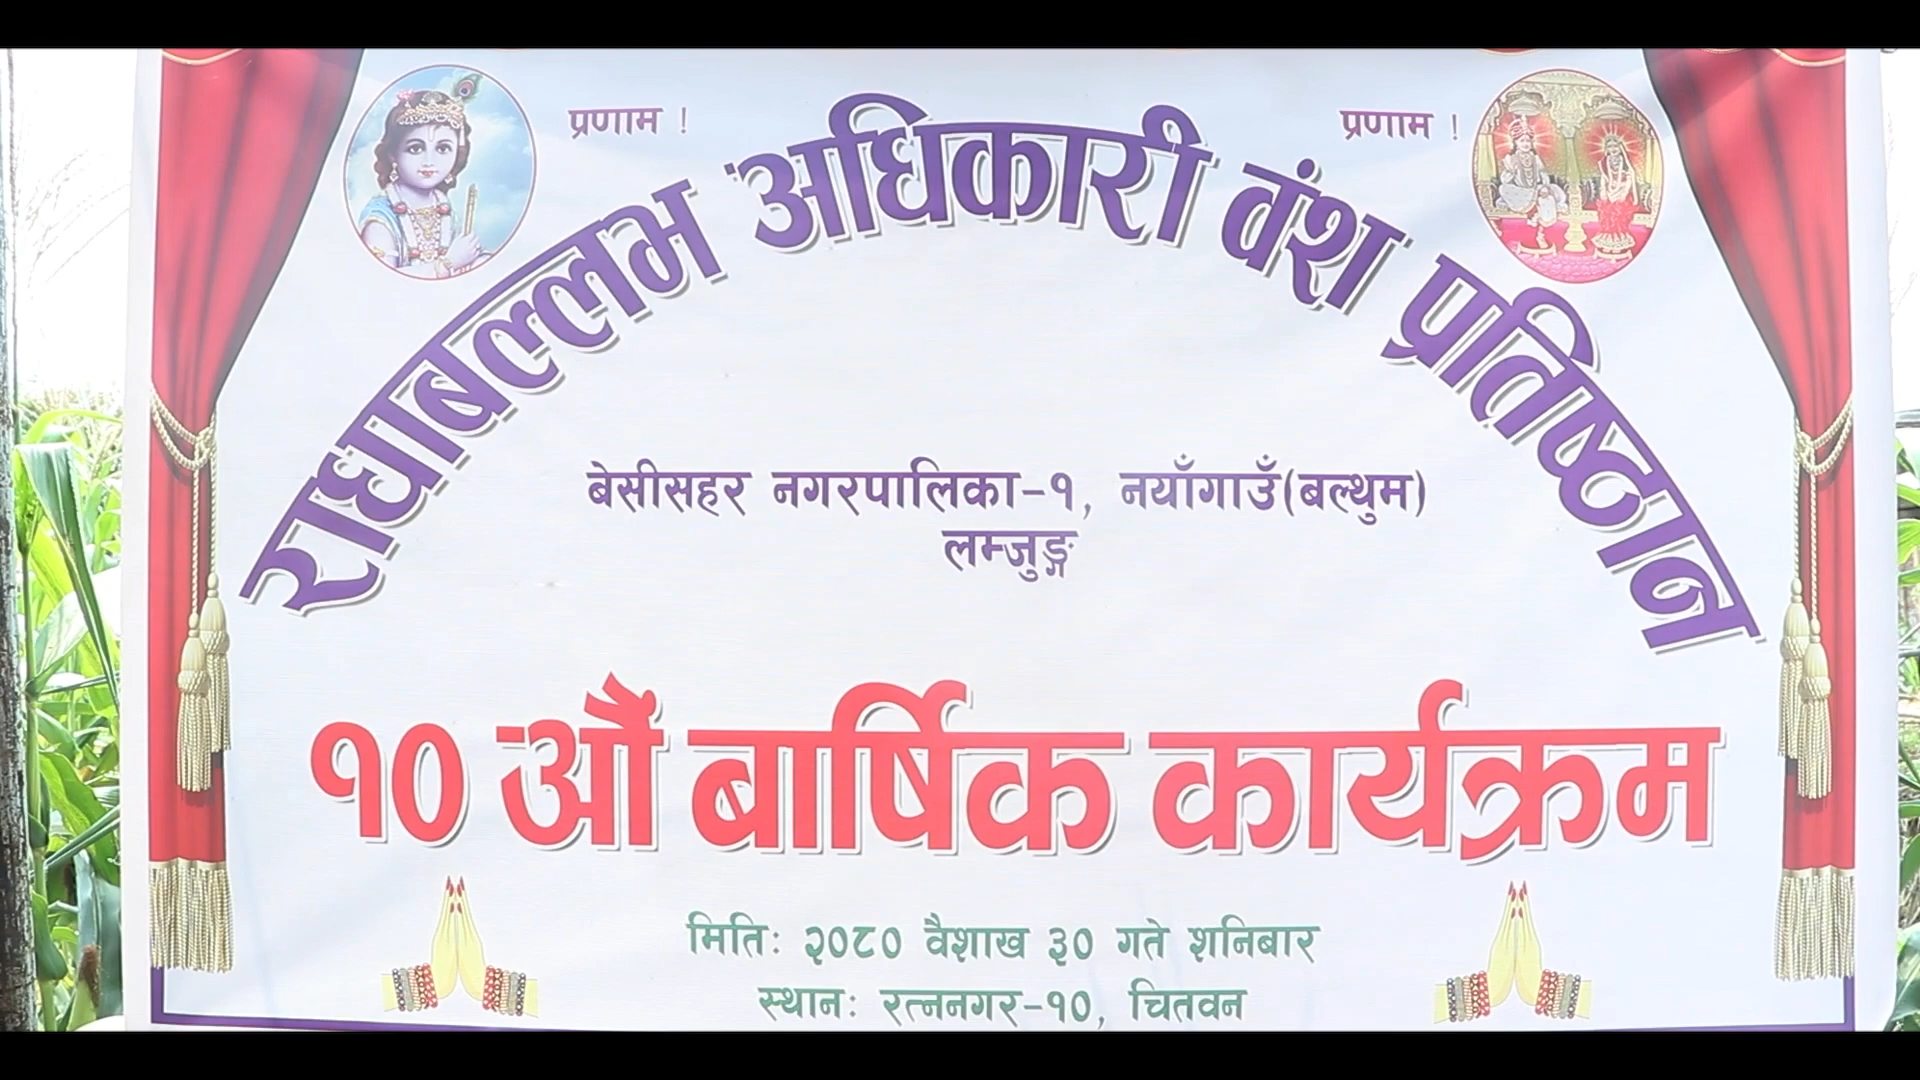 प्रणाम !
प्रणाम !
राधाबल्लभ अधिकारी वंश प्रतिष्ठान
बेसीसहर नगरपालिका-१, नयाँगाउँ(बल्थुम)
लम्जुङ्ग
१० औं बार्षिक कार्यक्रम
मितिः २०८० वैशाख ३० गते शनिबार
स्थानः रत्ननगर-१०, चितवन